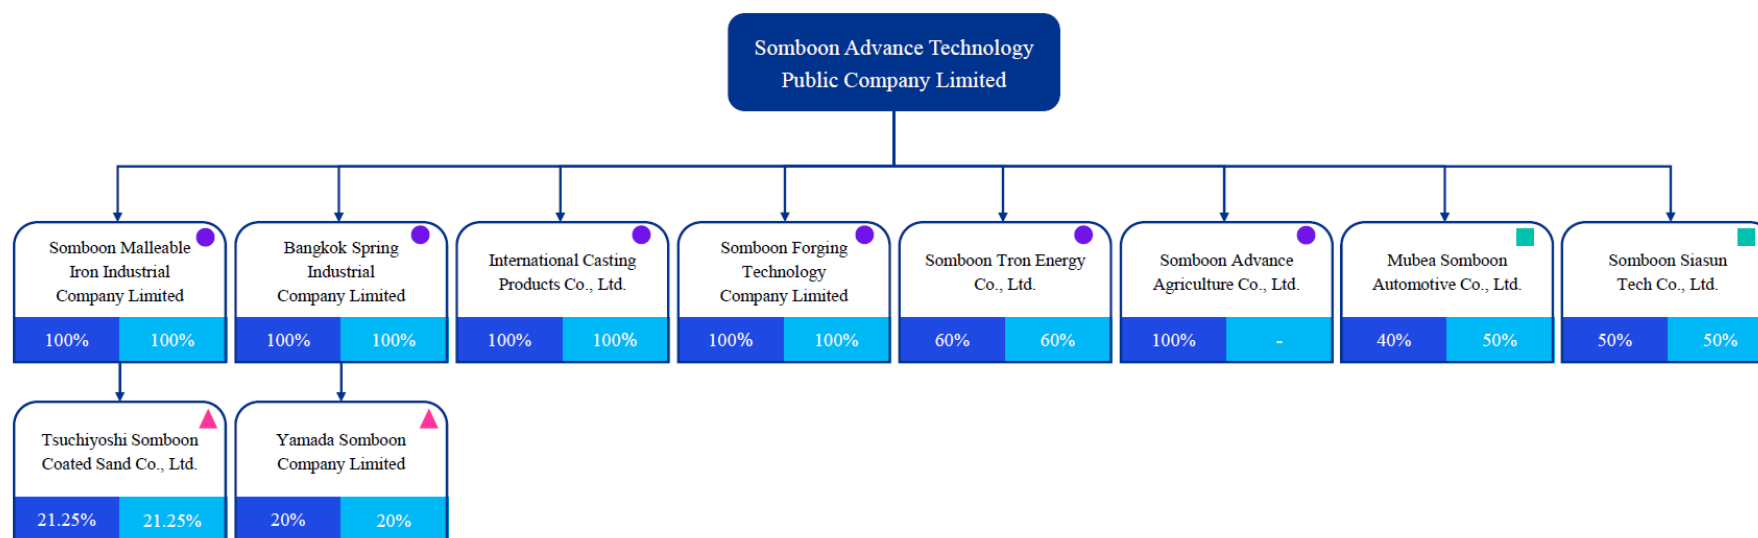 Somboon Advance Technology
Public Company Limited
Somboon Malleable
Iron Industrial
Company Limited
100% 100%
Bangkok Spring
Industrial
Company Limited
100% 100%
International Casting
Products Co., Ltd.
100% 100%
Somboon Forging
Technology
Company Limited
100% 100%
Somboon Tron Energy
Co., Ltd.
60% 60%
Somboon Advance
Agriculture Co., Ltd.
100% -
Mubea Somboon
Automotive Co., Ltd.
40% 50%
Somboon Siasun
Tech Co., Ltd.
50% 50%
Tsuchiyoshi Somboon
Coated Sand Co., Ltd.
21.25% 21.25%
Yamada Somboon
Company Limited
20% 20%